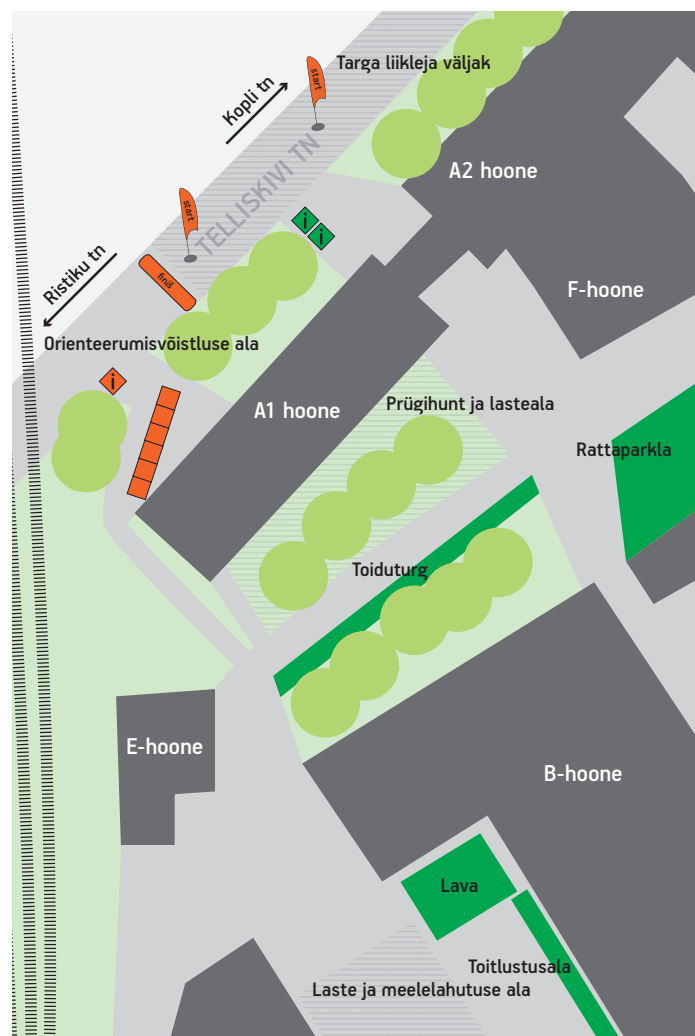 Targa liikleja väljak
start
Kopli tn
TELLISKIVI TN
A2 hoone
start
i
i
Ristiku tn
finiš
F-hoone
Orienteerumisvõistluse ala
i
A1 hoone
Prügihunt ja lasteala
Rattaparkla
Toiduturg
E-hoone
B-hoone
Lava
Toitlustusala
Laste ja meelelahutuse ala